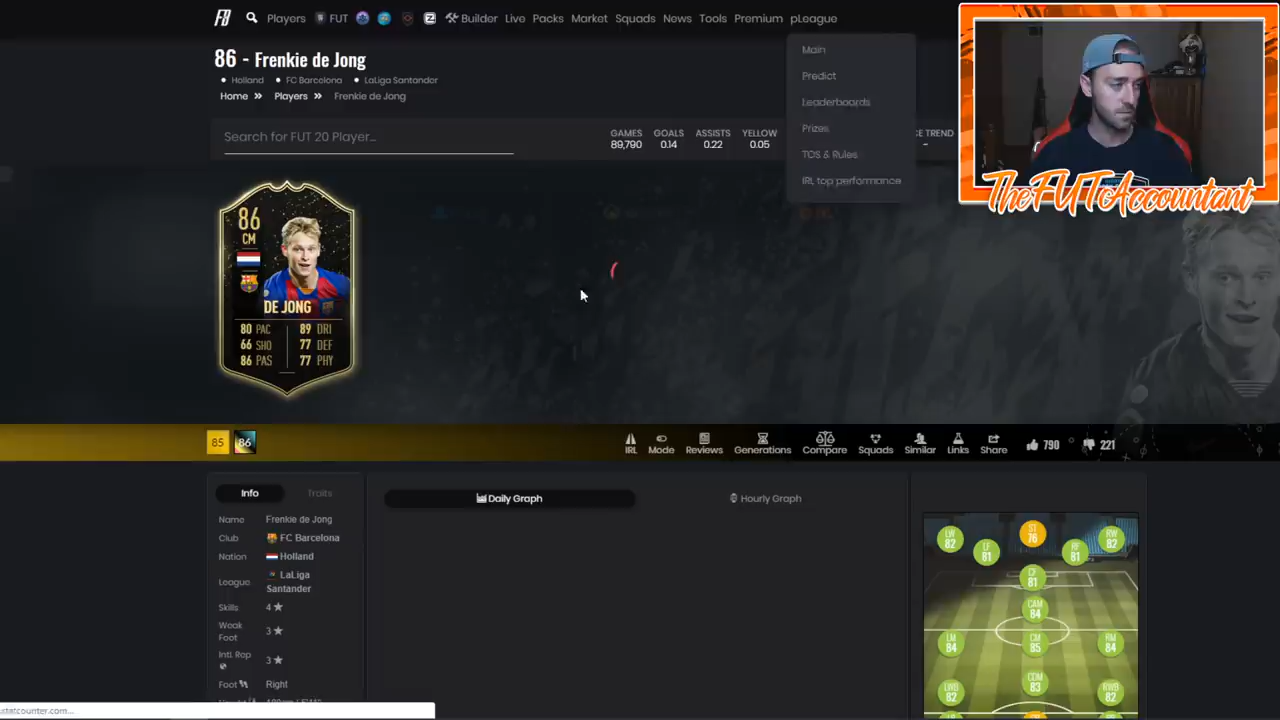 FB Players FUT Builder Live Packs Market Squads News Tools Premium pLeague
86 - Frenkie de Jong
Holland FC Barcelona LaLiga Santander
Home » Players » Frenkie de Jong
Main
Predict
Leaderboards
Prizes
TOS & Rules
IRL top performance
Search for FUT 20 Player...
GAMES GOALS ASSISTS YELLOW CE TREND
89,790 0.14 0.22 0.05 -
TheFUTAccountant
86
CM
DE JONG
80 PAC 89 DRI
66 SHO 77 DEF
86 PAS 77 PHY
85 86
IRL Mode Reviews Generations Compare Squads Similar Links Share 790 221
Info Traits
Daily Graph Hourly Graph
Name Frenkie de Jong
Club FC Barcelona
Nation Holland
League LaLiga Santander
Skills 4
Weak Foot 3
Intl. Rep 3
Foot Right
LW 82
LF 81
ST 76
RF 81
RW 82
CF 81
CAM 84
LM 84
CM 85
RM 84
LWB 82
CDM 83
RWB 82
statcounter.com...